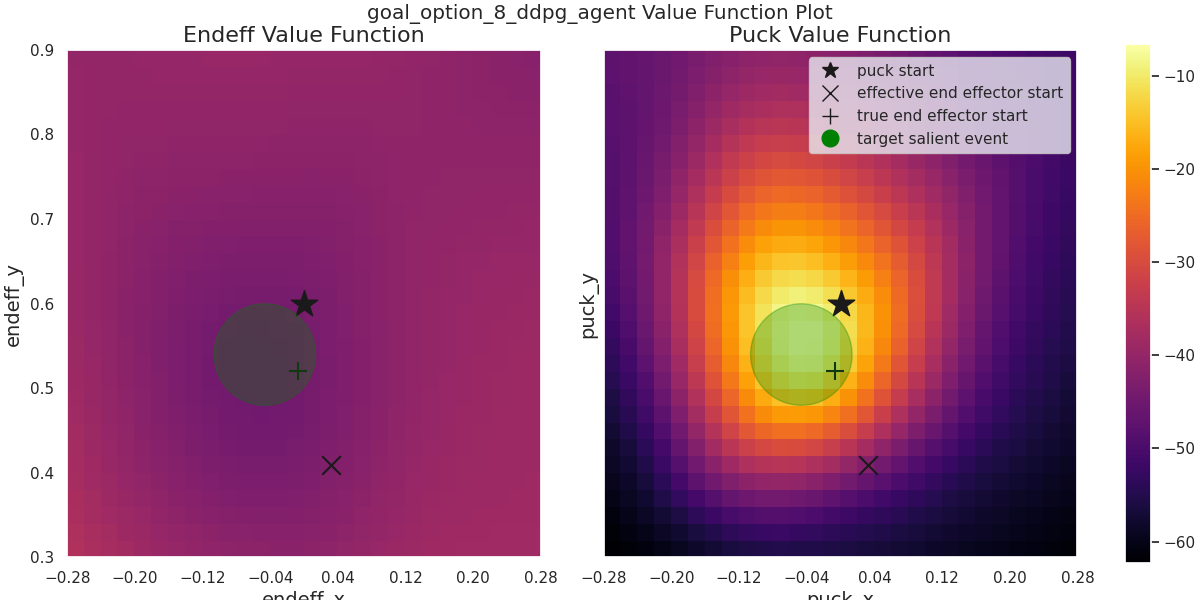 goal_option_8_ddpg_agent Value Function Plot
Endeff Value Function
Puck Value Function
0.9
0.8
0.7
0.6
0.5
0.4
0.3
endeff_y
−0.28 −0.20 −0.12 −0.04 0.04 0.12 0.20 0.28
endeff_x
puck start
effective end effector start
true end effector start
target salient event
puck_y
−0.28 −0.20 −0.12 −0.04 0.04 0.12 0.20 0.28
puck_x
−10
−20
−30
−40
−50
−60